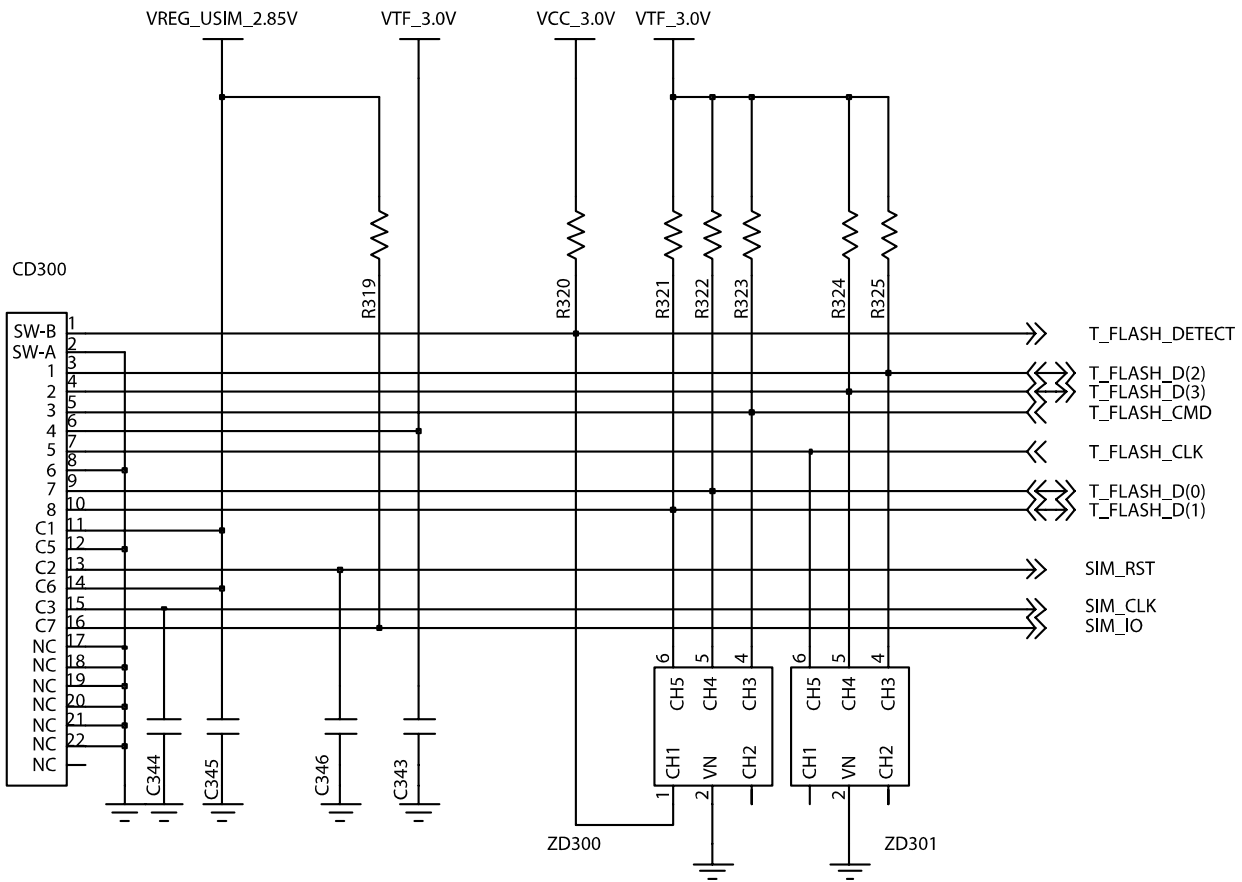 VREG_USIM_2.85V VTF_3.0V VCC_3.0V VTF_3.0V
CD300
R319 R320 R321 R322 R323 R324 R325
SW-B 1 T_FLASH_DETECT
SW-A 2
1 3 T_FLASH_D(2)
2 4 T_FLASH_D(3)
3 5 T_FLASH_CMD
4 6
5 7 T_FLASH_CLK
6 8
7 9 T_FLASH_D(0)
8 10 T_FLASH_D(1)
C1 11
C5 12
C2 13 SIM_RST
C6 14
C3 15 SIM_CLK
C7 16 SIM_IO
NC 17
NC 18
NC 19
NC 20
NC 21
NC 22
NC
6 5 4 6 5 4
CH5 CH4 CH3 CH5 CH4 CH3
C344 C345 C346 C343
CH1 VN CH2 CH1 VN CH2
1 2 2
ZD300 ZD301